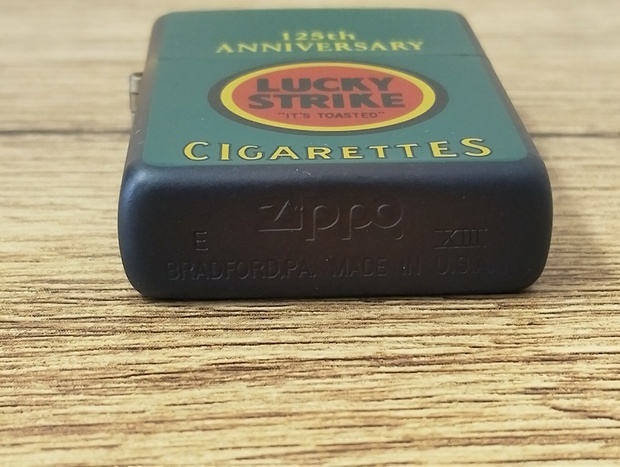 125th
ANNIVERSARY
LUCKY
STRIKE
"IT'S TOASTED"
CIGARETTES
Zippo
E XIII
BRADFORD,PA. MADE IN U.S.A.